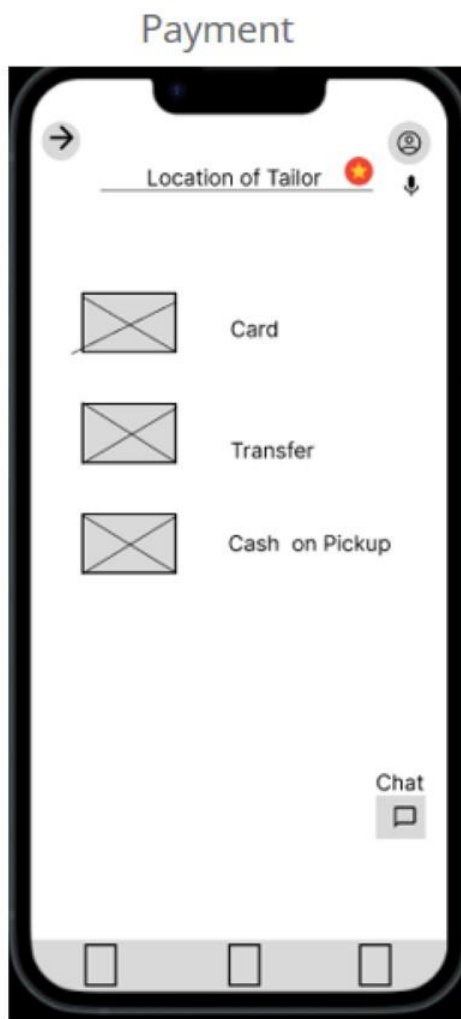 Payment
Location of Tailor
Card
Transfer
Cash on Pickup
Chat